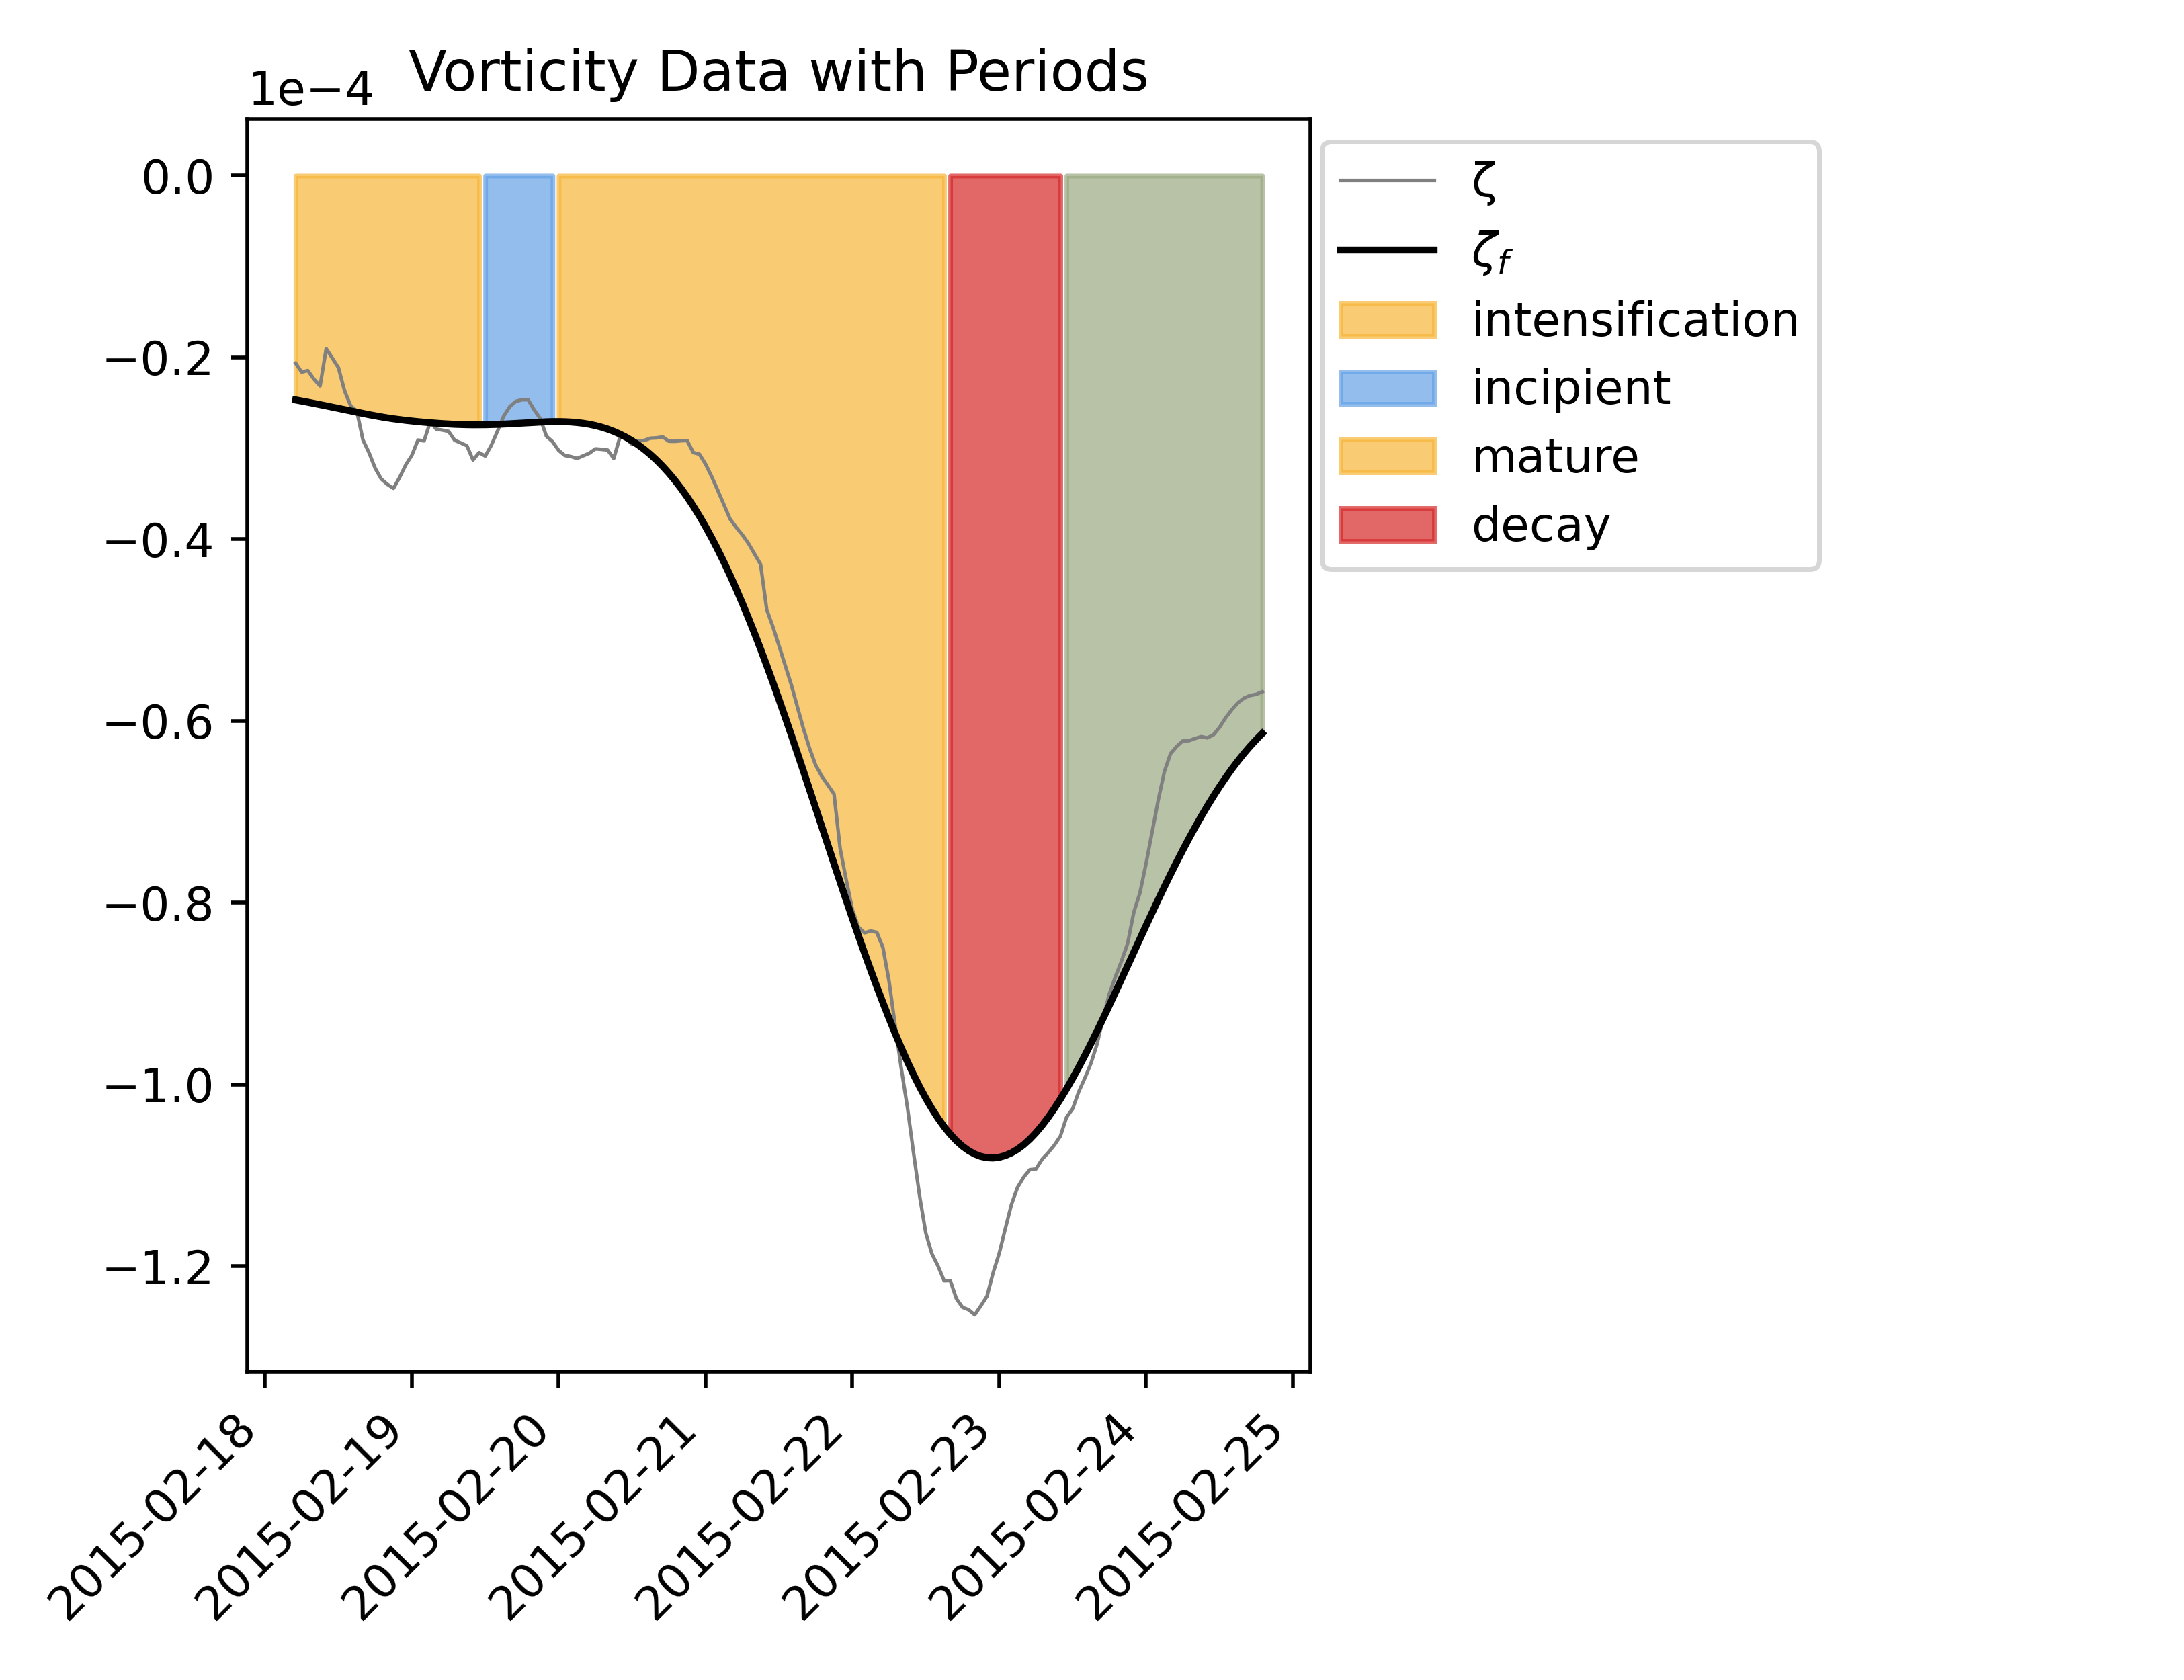 Vorticity Data with Periods
1e−4
0.0
−0.2
−0.4
−0.6
−0.8
−1.0
−1.2
2015-02-18
2015-02-19
2015-02-20
2015-02-21
2015-02-22
2015-02-23
2015-02-24
2015-02-25
ζ
ζf
intensification
incipient
mature
decay